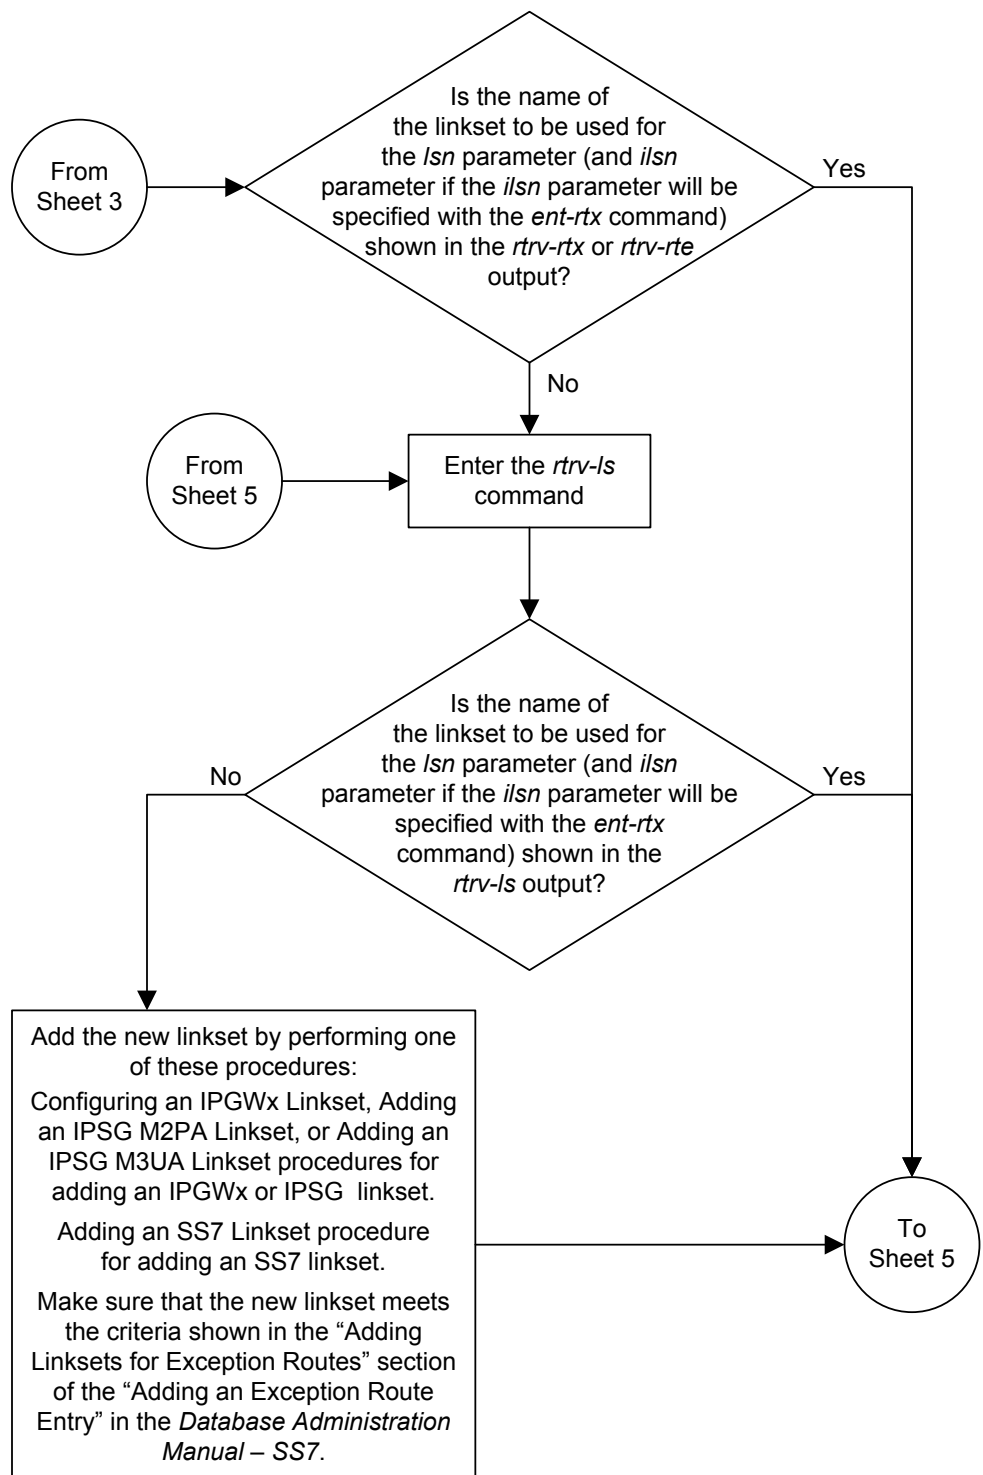 Is the name of
the linkset to be used for
the lsn parameter (and ilsn
parameter if the ilsn parameter will be
specified with the ent-rtx command)
shown in the rtrv-rtx or rtrv-rte
output?
From
Sheet 3
Yes
No
From
Sheet 5
Enter the rtrv-ls
command
Is the name of
the linkset to be used for
the lsn parameter (and ilsn
parameter if the ilsn parameter will be
specified with the ent-rtx
command) shown in the
rtrv-ls output?
No
Yes
Add the new linkset by performing one
of these procedures:
Configuring an IPGWx Linkset, Adding
an IPSG M2PA Linkset, or Adding an
IPSG M3UA Linkset procedures for
adding an IPGWx or IPSG linkset.
Adding an SS7 Linkset procedure
for adding an SS7 linkset.
Make sure that the new linkset meets
the criteria shown in the “Adding
Linksets for Exception Routes” section
of the “Adding an Exception Route
Entry” in the Database Administration
Manual – SS7.
To
Sheet 5